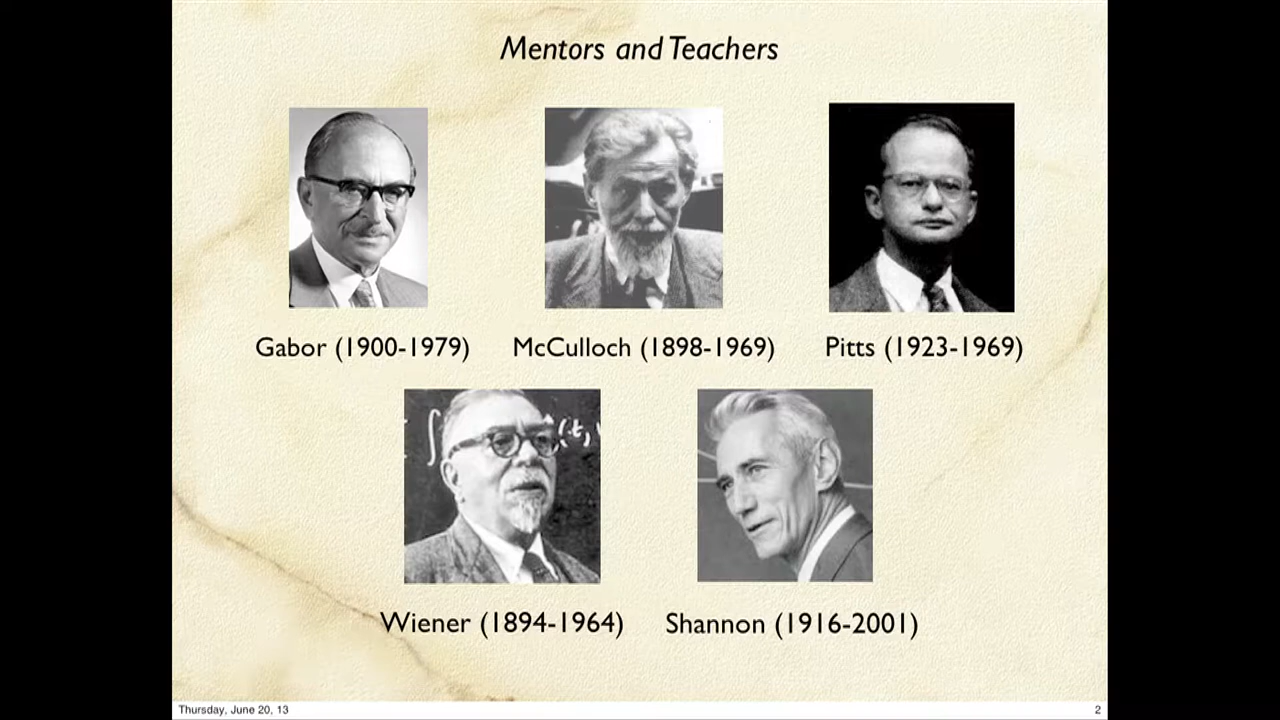 Mentors and Teachers
Gabor (1900-1979) McCulloch (1898-1969) Pitts (1923-1969)
Wiener (1894-1964) Shannon (1916-2001)
Thursday, June 20, 13 2